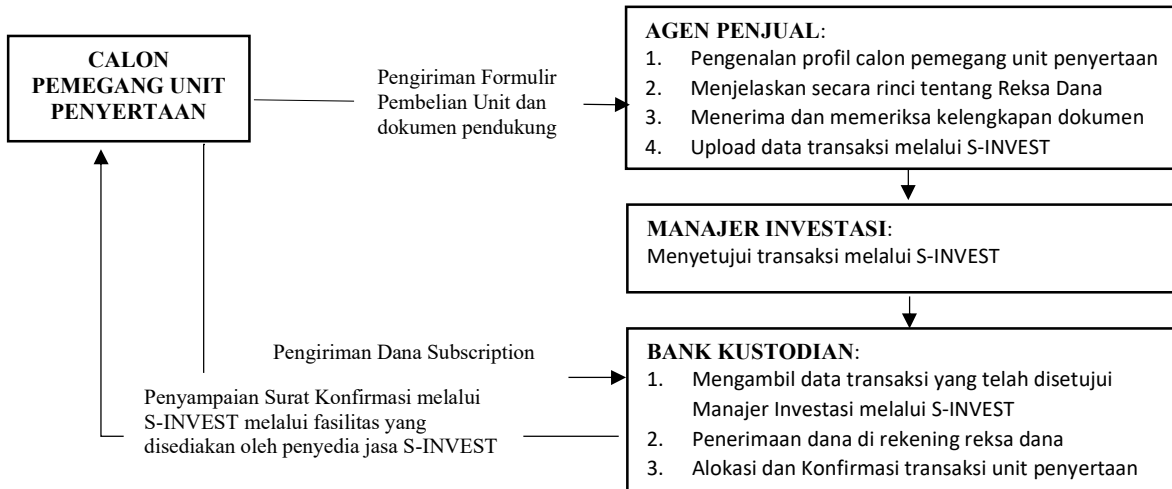 CALON
PEMEGANG UNIT
PENYERTAAN
Pengiriman Formulir
Pembelian Unit dan
dokumen pendukung
AGEN PENJUAL:
1. Pengenalan profil calon pemegang unit penyertaan
2. Menjelaskan secara rinci tentang Reksa Dana
3. Menerima dan memeriksa kelengkapan dokumen
4. Upload data transaksi melalui S-INVEST
MANAJER INVESTASI:
Menyetujui transaksi melalui S-INVEST
Pengiriman Dana Subscription
Penyampaian Surat Konfirmasi melalui
S-INVEST melalui fasilitas yang
disediakan oleh penyedia jasa S-INVEST
BANK KUSTODIAN:
1. Mengambil data transaksi yang telah disetujui
Manajer Investasi melalui S-INVEST
2. Penerimaan dana di rekening reksa dana
3. Alokasi dan Konfirmasi transaksi unit penyertaan